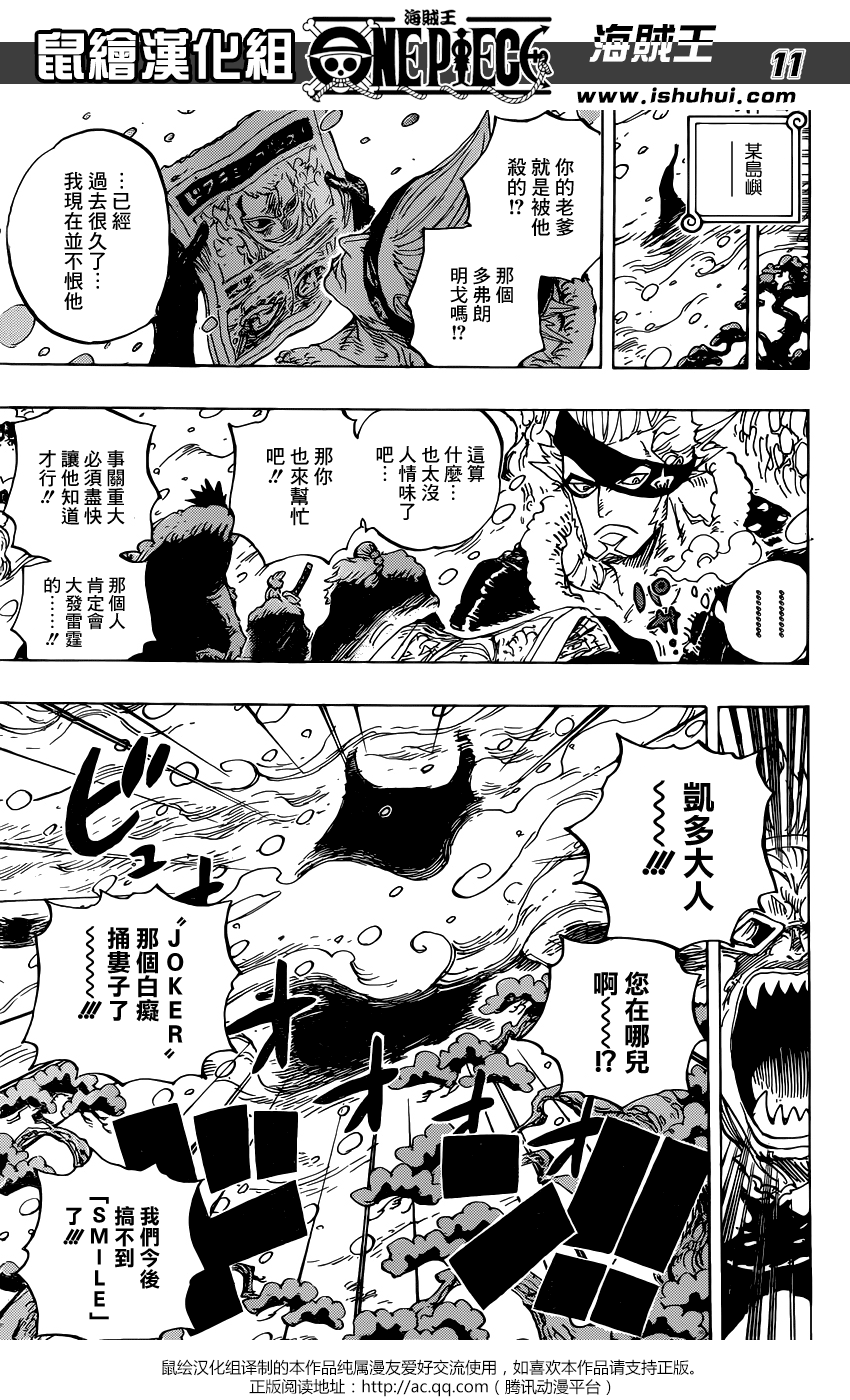 鼠繪漢化組
海賊王
ONE PIECE
海賊王
11
www.ishuhui.com
某島嶼
——
你的老爹
就是被他
殺的!?
那個
多弗朗
明戈嗎!?
…已經
過去很久了…
我現在並不恨他
…………
…………
這算
什麼…
也太沒
人情味了
吧…
那你
也來幫忙
吧!!
事關重大
必須盡快
讓他知道
才行!!
那個人
肯定會
大發雷霆
的……!!
凱多大人
~~~!!!
您在哪兒
啊~~~!?
"JOKER"
那個白癡
捅婁子了
~~~~!!!
我們今後
搞不到
「SMILE」
了!!!
ビュ
オオオ
ドン!!
鼠绘汉化组译制的本作品纯属漫友爱好交流使用，如喜欢本作品请支持正版。
正版阅读地址：http://ac.qq.com（腾讯动漫平台）